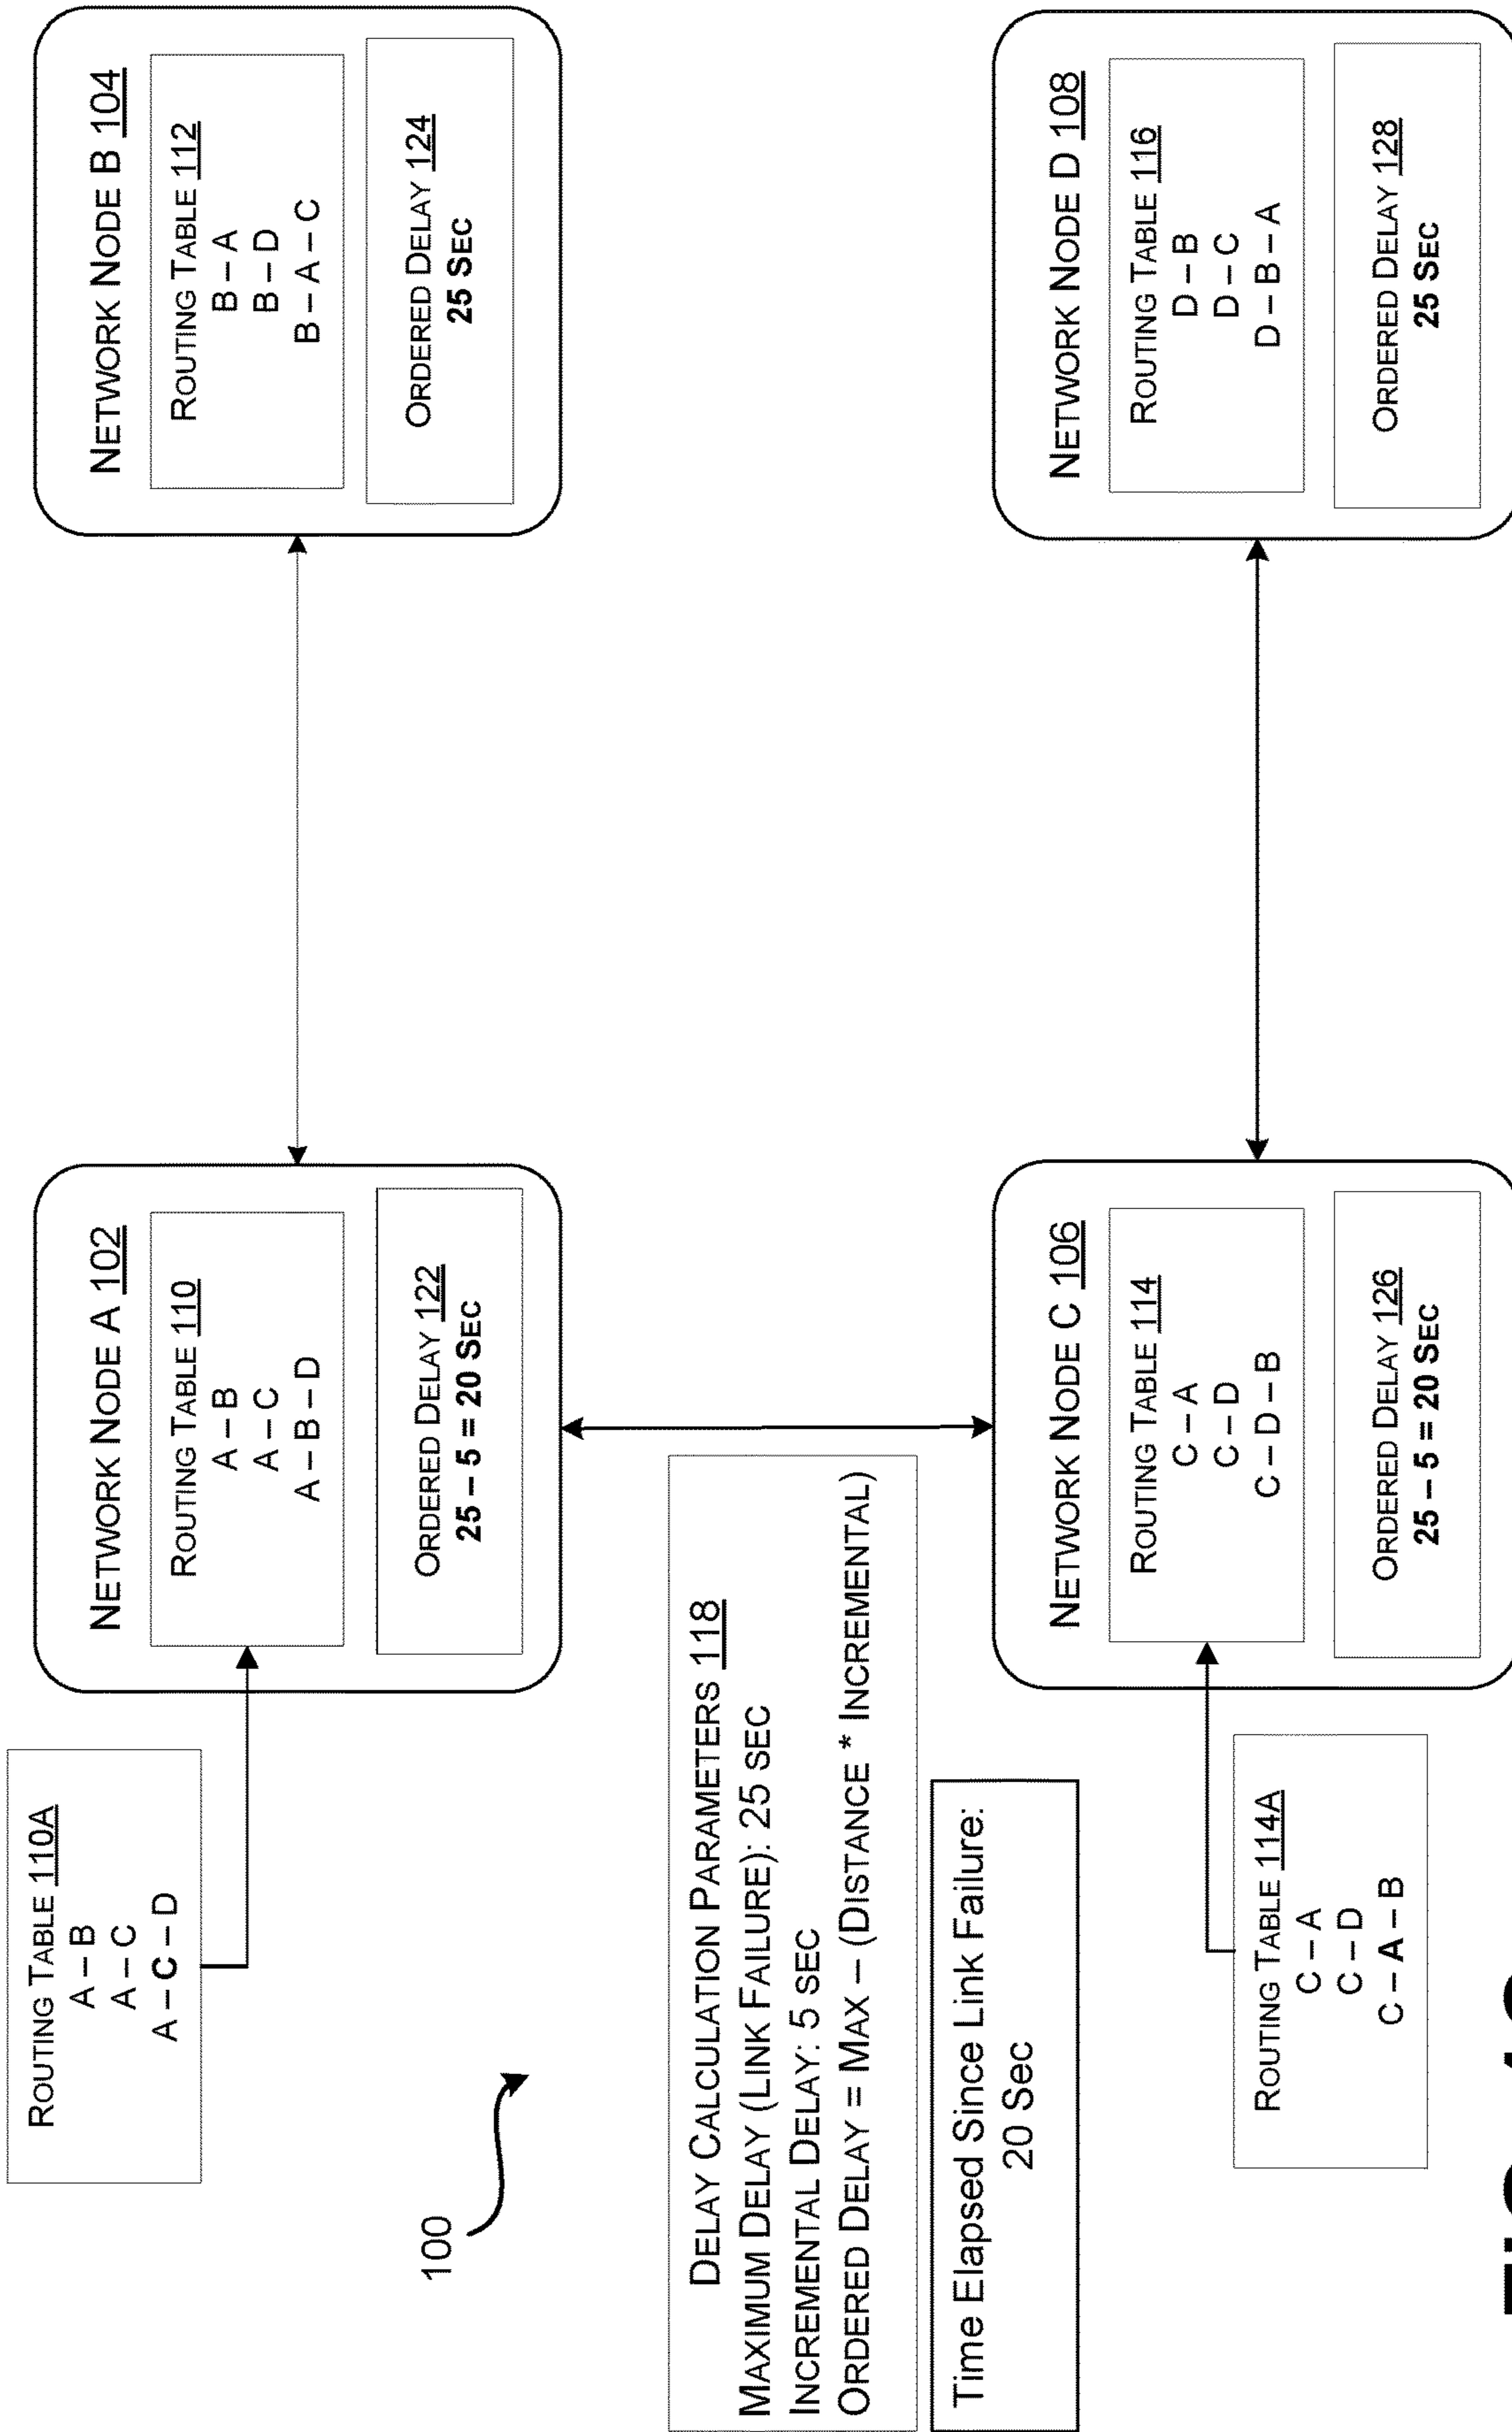 ROUTING TABLE 110A
A – B
A – C
A – C – D
NETWORK NODE A 102
ROUTING TABLE 110
A – B
A – C
A – B – D
ORDERED DELAY 122
25 – 5 = 20 SEC
NETWORK NODE B 104
ROUTING TABLE 112
B – A
B – D
B – A – C
ORDERED DELAY 124
25 SEC
100
DELAY CALCULATION PARAMETERS 118
MAXIMUM DELAY (LINK FAILURE): 25 SEC
INCREMENTAL DELAY: 5 SEC
ORDERED DELAY = MAX – (DISTANCE * INCREMENTAL)
Time Elapsed Since Link Failure:
20 Sec
ROUTING TABLE 114A
C – A
C – D
C – A – B
NETWORK NODE C 106
ROUTING TABLE 114
C – A
C – D
C – D – B
ORDERED DELAY 126
25 – 5 = 20 SEC
NETWORK NODE D 108
ROUTING TABLE 116
D – B
D – C
D – B – A
ORDERED DELAY 128
25 SEC